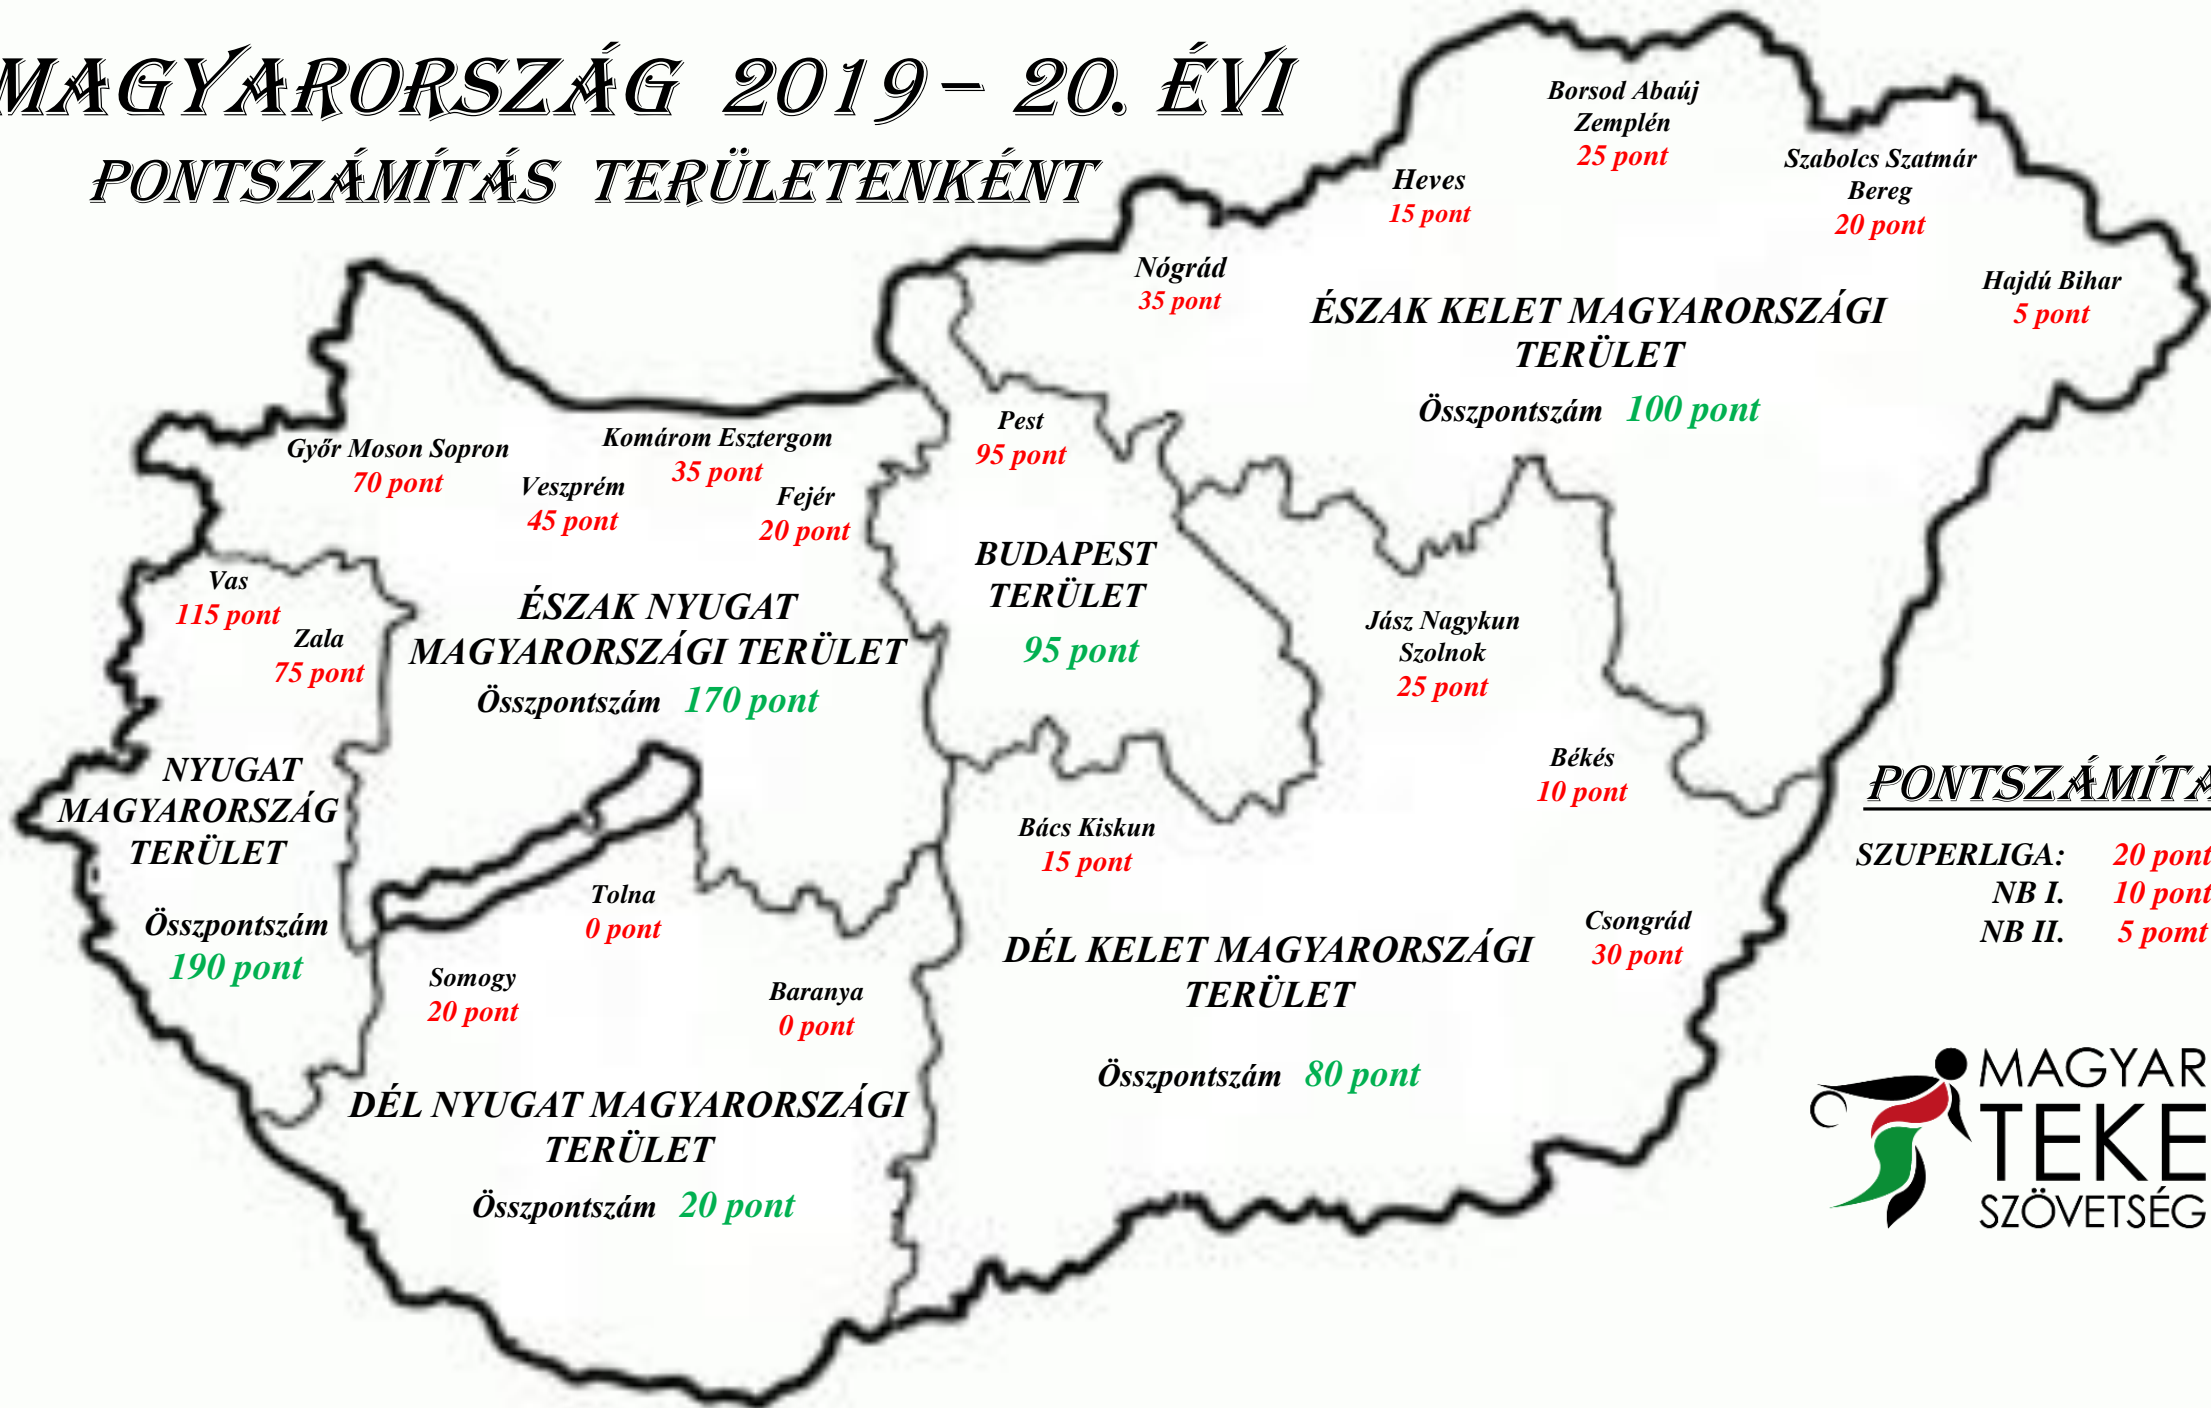 MAGYARORSZÁG 2019 – 20. ÉVI
PONTSZÁMÍTÁS TERÜLETENKÉNT
Borsod Abaúj
Zemplén
25 pont
Szabolcs Szatmár
Bereg
20 pont
Heves
15 pont
Nógrád
35 pont
Hajdú Bihar
5 pont
ÉSZAK KELET MAGYARORSZÁGI
TERÜLET
Összpontszám 100 pont
Győr Moson Sopron
70 pont
Veszprém
45 pont
Komárom Esztergom
35 pont
Fejér
20 pont
ÉSZAK NYUGAT
MAGYARORSZÁGI TERÜLET
Összpontszám 170 pont
Pest
95 pont
BUDAPEST
TERÜLET
95 pont
Vas
115 pont
Zala
75 pont
NYUGAT
MAGYARORSZÁG
TERÜLET
Összpontszám
190 pont
Jász Nagykun
Szolnok
25 pont
Békés
10 pont
Bács Kiskun
15 pont
Csongrád
30 pont
DÉL KELET MAGYARORSZÁGI
TERÜLET
Összpontszám 80 pont
Tolna
0 pont
Somogy
20 pont
Baranya
0 pont
DÉL NYUGAT MAGYARORSZÁGI
TERÜLET
Összpontszám 20 pont
PONTSZÁMÍTÁ
SZUPERLIGA: 20 pont
NB I. 10 pont
NB II. 5 pomt
MAGYAR
TEKE
SZÖVETSÉG